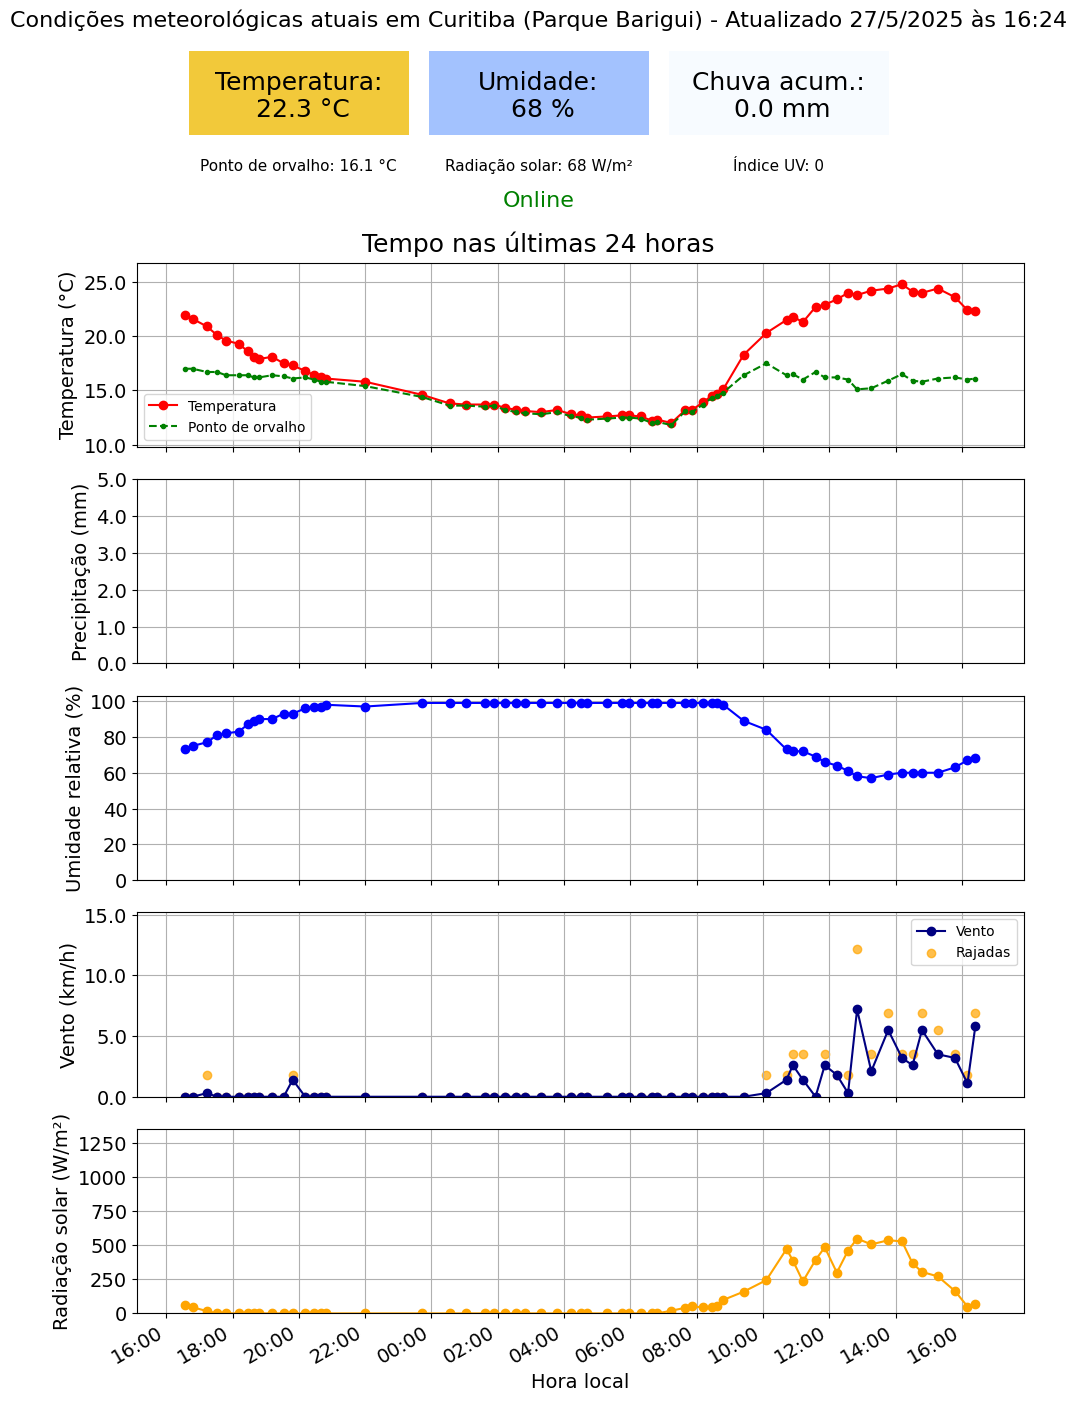 Condições meteorológicas atuais em Curitiba (Parque Barigui) - Atualizado 27/5/2025 às 16:24
Temperatura:
22.3 °C
Umidade:
68 %
Chuva acum.:
0.0 mm
Ponto de orvalho: 16.1 °C
Radiação solar: 68 W/m²
Índice UV: 0
Online
Tempo nas últimas 24 horas
Temperatura (°C)
25.0
20.0
15.0
10.0
Temperatura
Ponto de orvalho
Precipitação (mm)
5.0
4.0
3.0
2.0
1.0
0.0
Umidade relativa (%)
100
80
60
40
20
0
Vento (km/h)
15.0
10.0
5.0
0.0
Vento
Rajadas
Radiação solar (W/m²)
1250
1000
750
500
250
0
16:00
18:00
20:00
22:00
00:00
02:00
04:00
06:00
08:00
10:00
12:00
14:00
16:00
Hora local